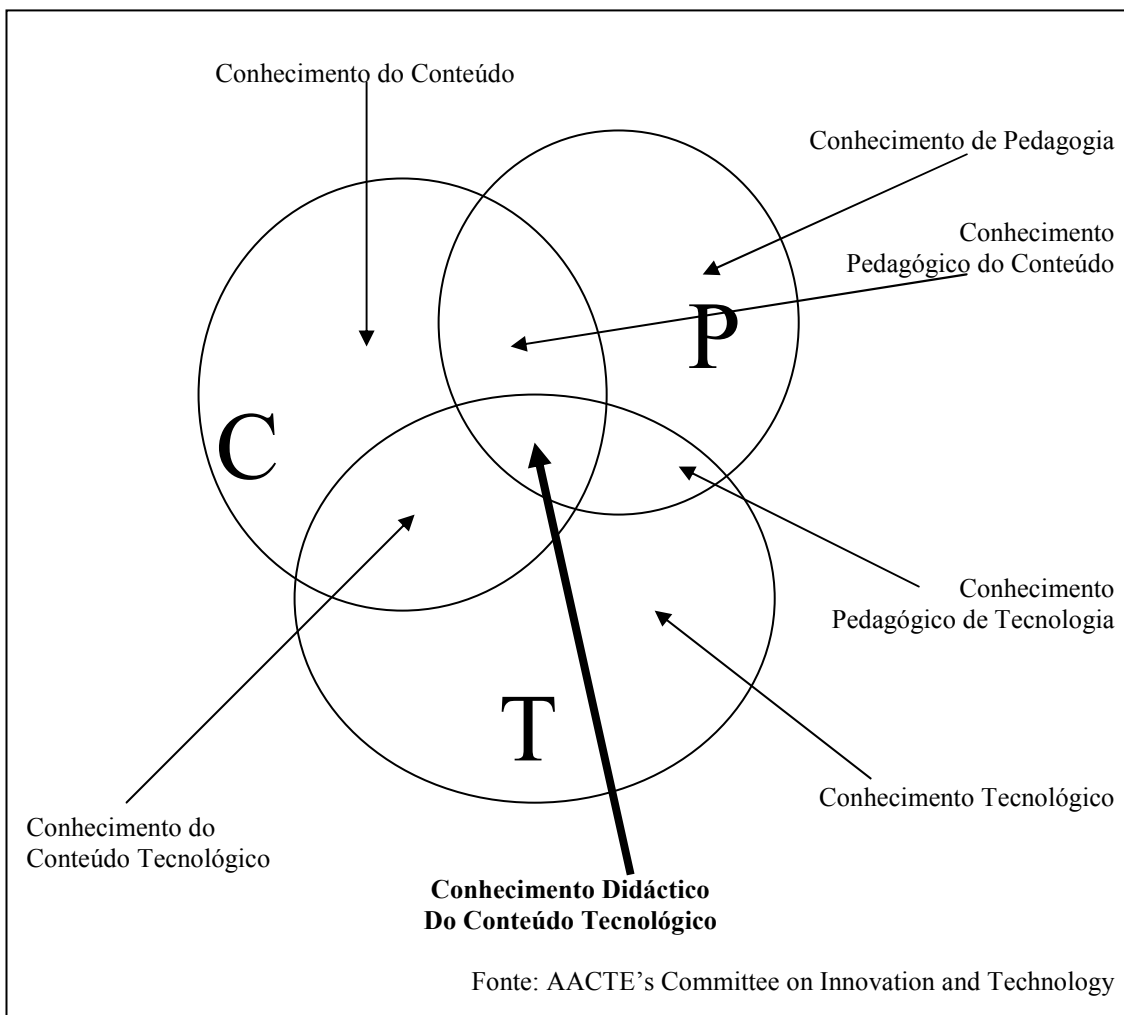 Conhecimento do Conteúdo
Conhecimento de Pedagogia
Conhecimento
Pedagógico do Conteúdo
P
C
Conhecimento
Pedagógico de Tecnologia
T
Conhecimento Tecnológico
Conhecimento do
Conteúdo Tecnológico
Conhecimento Didáctico
Do Conteúdo Tecnológico
Fonte: AACTE’s Committee on Innovation and Technology